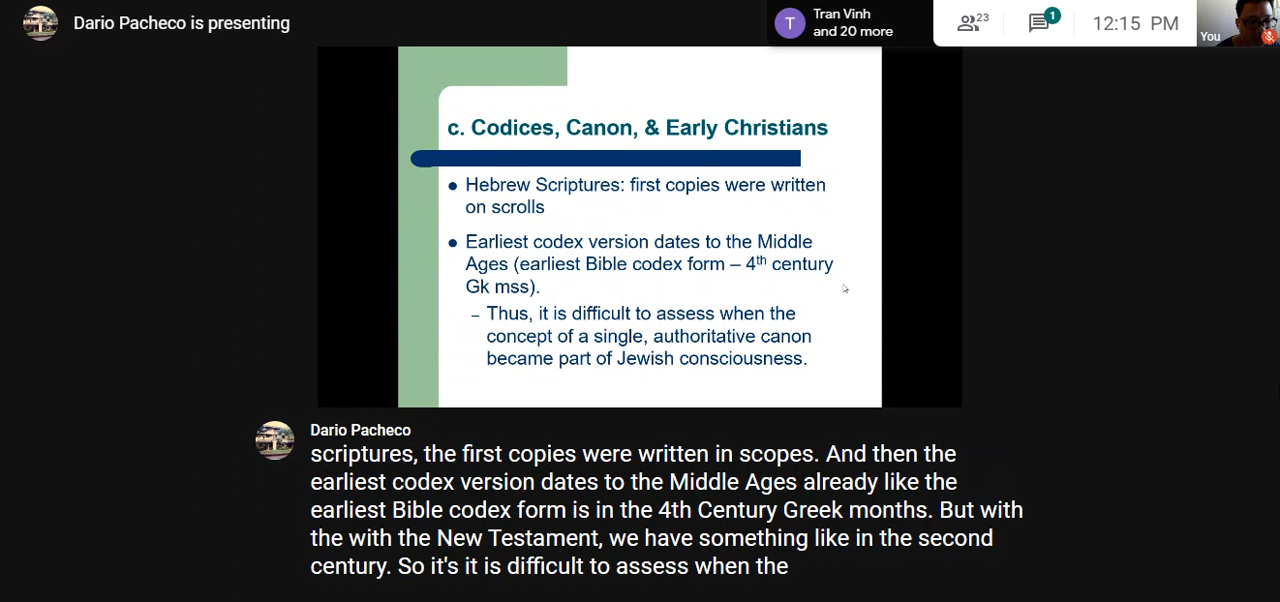 Dario Pacheco is presenting
T
Tran Vinh
and 20 more
23
1
12:15 PM
You
c. Codices, Canon, & Early Christians
● Hebrew Scriptures: first copies were written
on scrolls
● Earliest codex version dates to the Middle
Ages (earliest Bible codex form – 4th century
Gk mss).
– Thus, it is difficult to assess when the
concept of a single, authoritative canon
became part of Jewish consciousness.
Dario Pacheco
scriptures, the first copies were written in scopes. And then the
earliest codex version dates to the Middle Ages already like the
earliest Bible codex form is in the 4th Century Greek months. But with
the with the New Testament, we have something like in the second
century. So it's it is difficult to assess when the